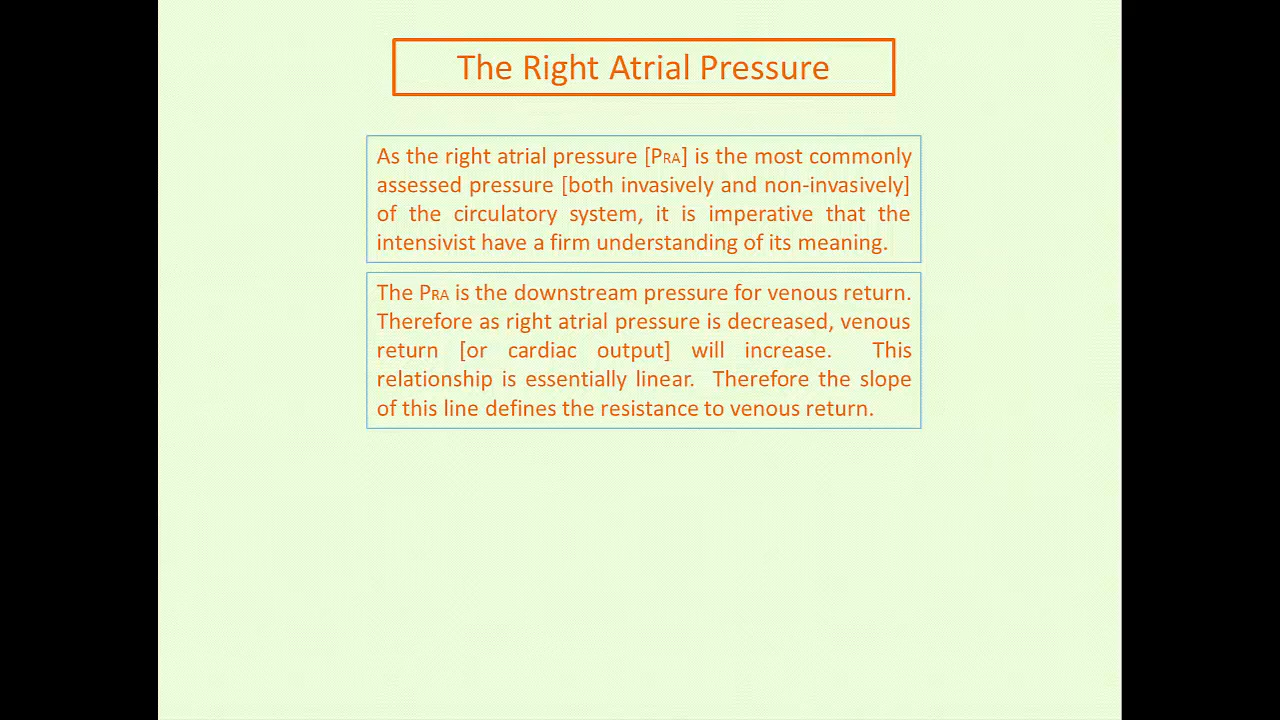 The Right Atrial Pressure
As the right atrial pressure [PRA] is the most commonly
assessed pressure [both invasively and non-invasively]
of the circulatory system, it is imperative that the
intensivist have a firm understanding of its meaning.
The PRA is the downstream pressure for venous return.
Therefore as right atrial pressure is decreased, venous
return [or cardiac output] will increase. This
relationship is essentially linear. Therefore the slope
of this line defines the resistance to venous return.